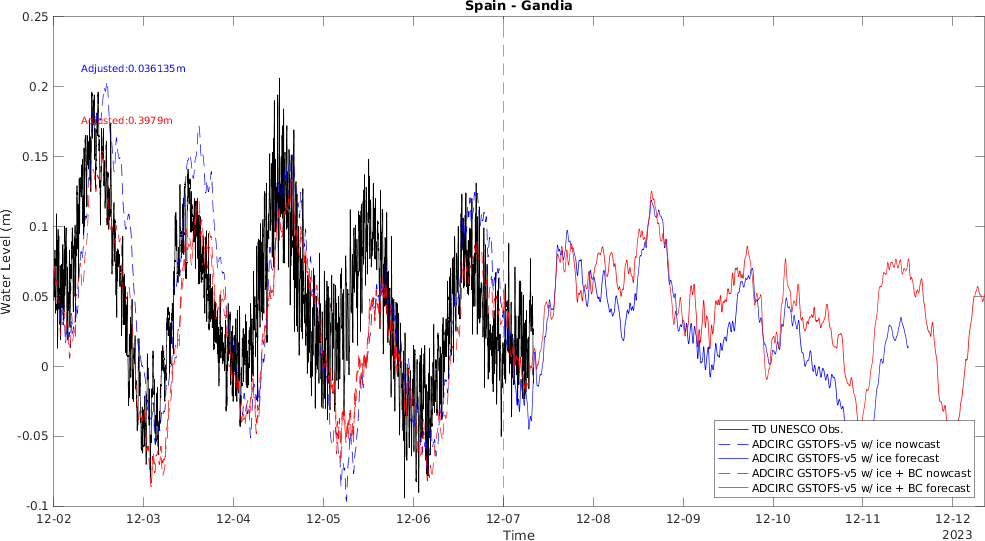 Spain - Gandia
0.25
0.2
0.15
0.1
0.05
0
-0.05
-0.1
Water Level (m)
Adjusted:0.036135m
Adjusted:0.3979m
TD UNESCO Obs.
ADCIRC GSTOFS-v5 w/ ice nowcast
ADCIRC GSTOFS-v5 w/ ice forecast
ADCIRC GSTOFS-v5 w/ ice + BC nowcast
ADCIRC GSTOFS-v5 w/ ice + BC forecast
12-02 12-03 12-04 12-05 12-06 12-07 12-08 12-09 12-10 12-11 12-12
Time
2023